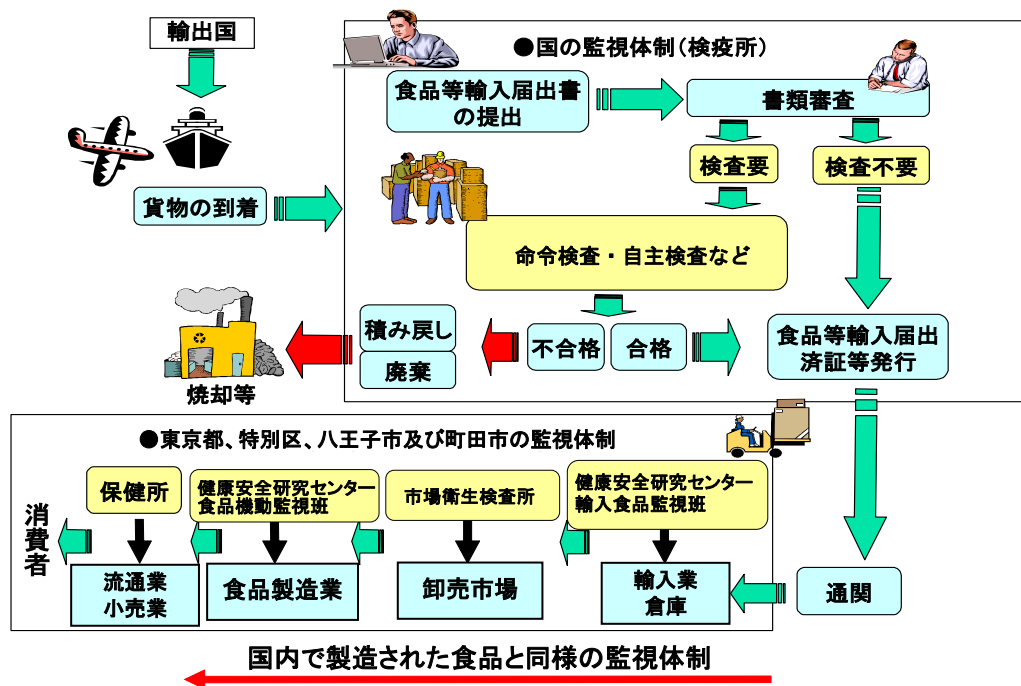 輸出国
貨物の到着
●国の監視体制（検疫所）
食品等輸入届出書
の提出
書類審査
検査要
検査不要
命令検査・自主検査など
不合格
合格
積み戻し
廃棄
焼却等
食品等輸入届出
済証等発行
通関
●東京都、特別区、八王子市及び町田市の監視体制
健康安全研究センター
輸入食品監視班
輸入業
倉庫
市場衛生検査所
卸売市場
健康安全研究センター
食品機動監視班
食品製造業
保健所
流通業
小売業
消費者
国内で製造された食品と同様の監視体制